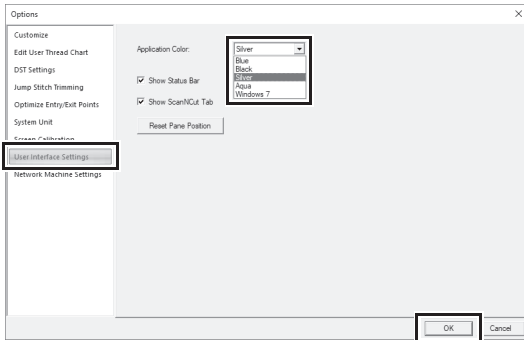 Options
Customize
Edit User Thread Chart
DST Settings
Jump Stitch Trimming
Optimize Entry/Exit Points
System Unit
Screen Calibration
User Interface Settings
Network Machine Settings
Application Color:
Silver
Blue
Black
Silver
Aqua
Windows 7
Show Status Bar
Show ScanNCut Tab
Reset Pane Position
OK
Cancel